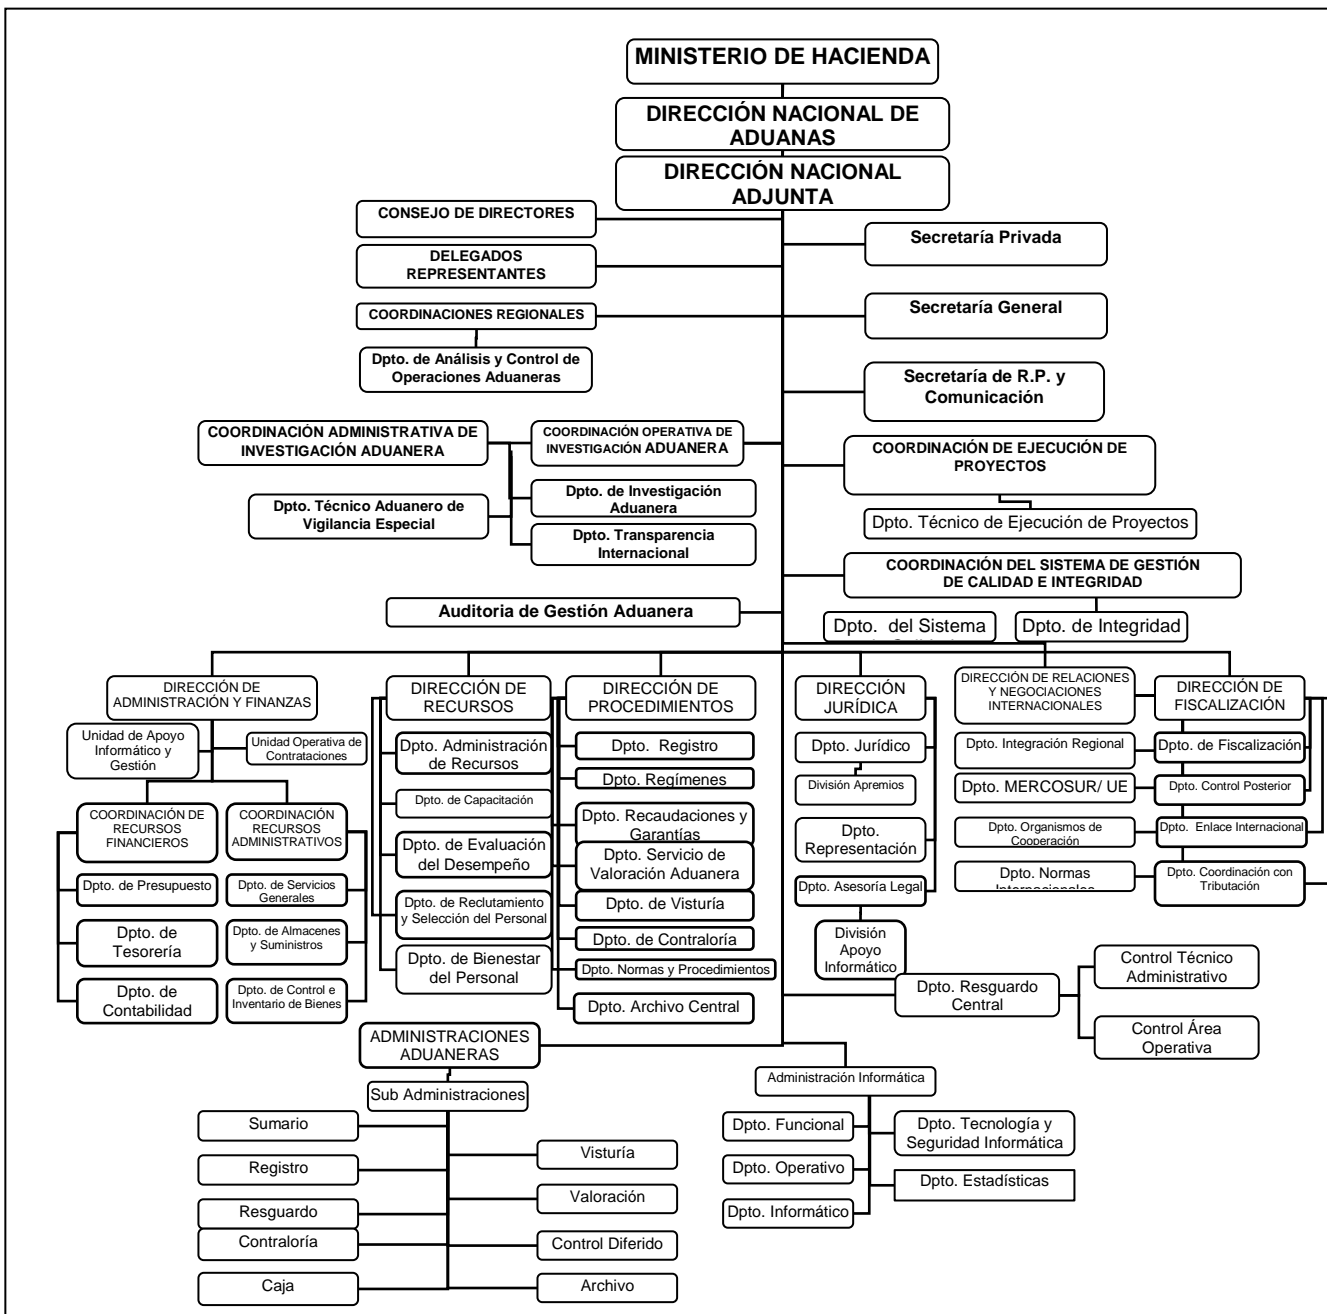 MINISTERIO DE HACIENDA
DIRECCIÓN NACIONAL DE
ADUANAS
DIRECCIÓN NACIONAL
ADJUNTA
CONSEJO DE DIRECTORES
Secretaría Privada
DELEGADOS
REPRESENTANTES
COORDINACIONES REGIONALES
Secretaría General
Dpto. de Análisis y Control de
Operaciones Aduaneras
Secretaría de R.P. y
Comunicación
COORDINACIÓN ADMINISTRATIVA DE
INVESTIGACIÓN ADUANERA
COORDINACIÓN OPERATIVA DE
INVESTIGACIÓN ADUANERA
COORDINACIÓN DE EJECUCIÓN DE
PROYECTOS
Dpto. Técnico Aduanero de
Vigilancia Especial
Dpto. de Investigación
Aduanera
Dpto. Transparencia
Internacional
Dpto. Técnico de Ejecución de Proyectos
COORDINACIÓN DEL SISTEMA DE GESTIÓN
DE CALIDAD E INTEGRIDAD
Auditoria de Gestión Aduanera
Dpto. del Sistema
Dpto. de Integridad
DIRECCIÓN DE
ADMINISTRACIÓN Y FINANZAS
Unidad de Apoyo
Informático y
Gestión
Unidad Operativa de
Contrataciones
COORDINACIÓN DE
RECURSOS
FINANCIEROS
COORDINACIÓN
RECURSOS
ADMINISTRATIVOS
Dpto. de Presupuesto
Dpto. de Servicios
Generales
Dpto. de
Tesorería
Dpto. de Almacenes
y Suministros
Dpto. de
Contabilidad
Dpto. de Control e
Inventario de Bienes
DIRECCIÓN DE
RECURSOS
Dpto. Administración
de Recursos
Dpto. de Capacitación
Dpto. de Evaluación
del Desempeño
Dpto. de Reclutamiento
y Selección del Personal
Dpto. de Bienestar
del Personal
DIRECCIÓN DE
PROCEDIMIENTOS
Dpto. Registro
Dpto. Regímenes
Dpto. Recaudaciones y
Garantías
Dpto. Servicio de
Valoración Aduanera
Dpto. de Visturía
Dpto. de Contraloría
Dpto. Normas y Procedimientos
Dpto. Archivo Central
DIRECCIÓN
JURÍDICA
Dpto. Jurídico
División Apremios
Dpto.
Representación
Dpto. Asesoría Legal
División
Apoyo
Informático
DIRECCIÓN DE RELACIONES
Y NEGOCIACIONES
INTERNACIONALES
Dpto. Integración Regional
Dpto. MERCOSUR/ UE
Dpto. Organismos de
Cooperación
Dpto. Normas
Internacionales
DIRECCIÓN DE
FISCALIZACIÓN
Dpto. de Fiscalización
Dpto. Control Posterior
Dpto. Enlace Internacional
Dpto. Coordinación con
Tributación
Dpto. Resguardo
Central
Control Técnico
Administrativo
Control Área
Operativa
ADMINISTRACIONES
ADUANERAS
Sub Administraciones
Sumario
Registro
Resguardo
Contraloría
Caja
Visturía
Valoración
Control Diferido
Archivo
Administración Informática
Dpto. Funcional
Dpto. Operativo
Dpto. Informático
Dpto. Tecnología y
Seguridad Informática
Dpto. Estadísticas